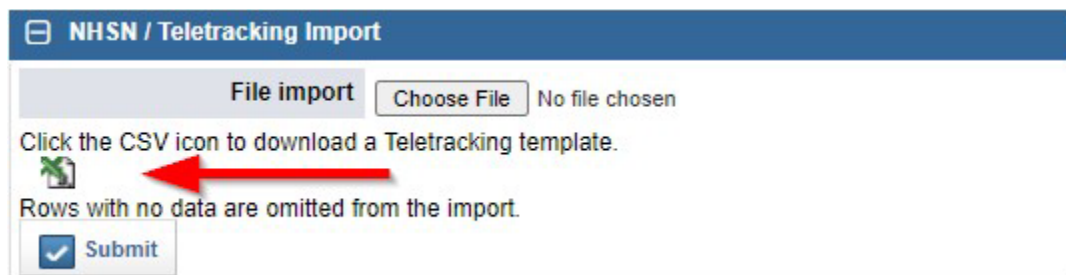 NHSN / Teletracking Import
File import Choose File No file chosen
Click the CSV icon to download a Teletracking template.
Rows with no data are omitted from the import.
Submit